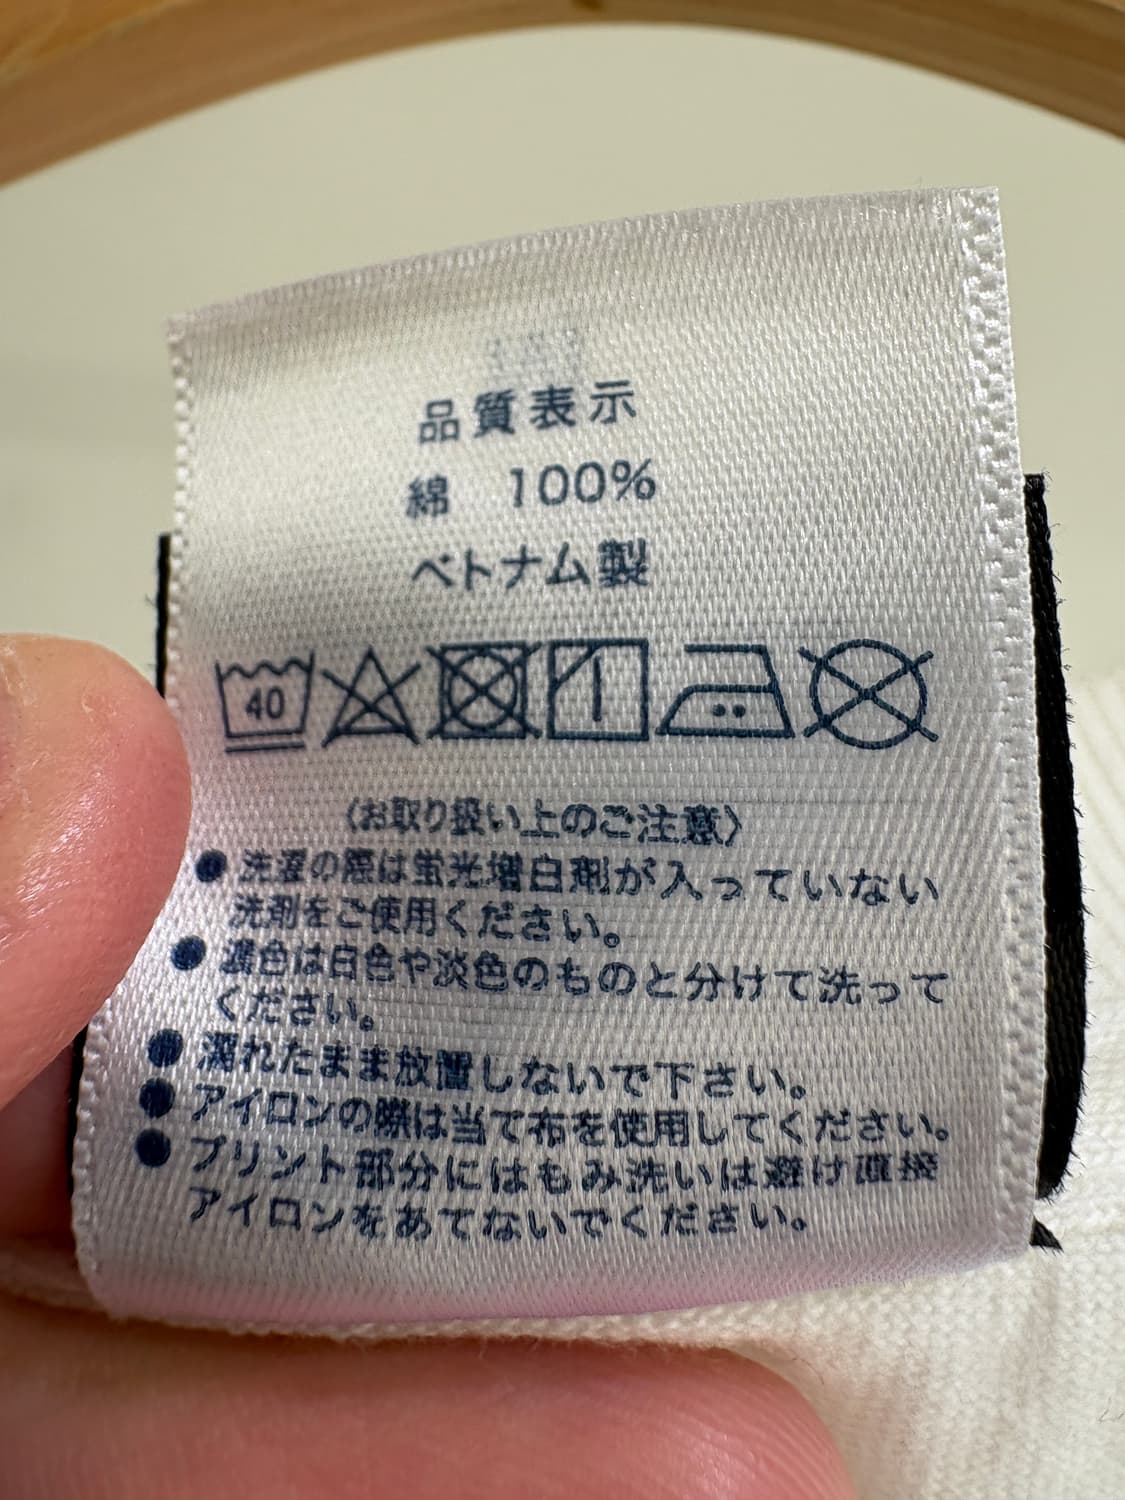 品質表示
綿 100%
ベトナム製
40
〈お取り扱い上のご注意〉
●洗濯の際は蛍光増白剤が入っていない
洗剤をご使用ください。
●濃色は白色や淡色のものと分けて洗って
ください。
●濡れたまま放置しないで下さい。
●アイロンの際は当て布を使用してください。
●プリント部分にはもみ洗いは避け直接
アイロンをあてないでください。